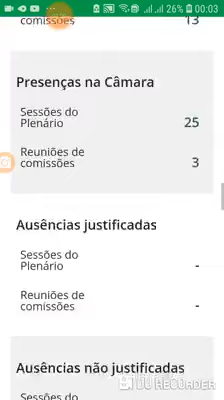 26% 00:03
comissões 13
Presenças na Câmara
Sessões do
Plenário 25
Reuniões de
comissões 3
Ausências justificadas
Sessões do
Plenário -
Reuniões de
comissões -
Ausências não justificadas
DU RECORDER
Sessões do